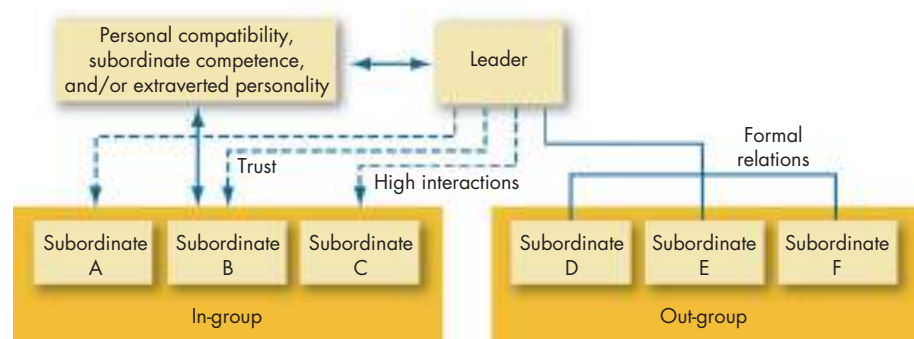 Personal compatibility,
subordinate competence,
and/or extraverted personality
Leader
Trust
High interactions
Formal
relations
Subordinate
A
Subordinate
B
Subordinate
C
In-group
Subordinate
D
Subordinate
E
Subordinate
F
Out-group